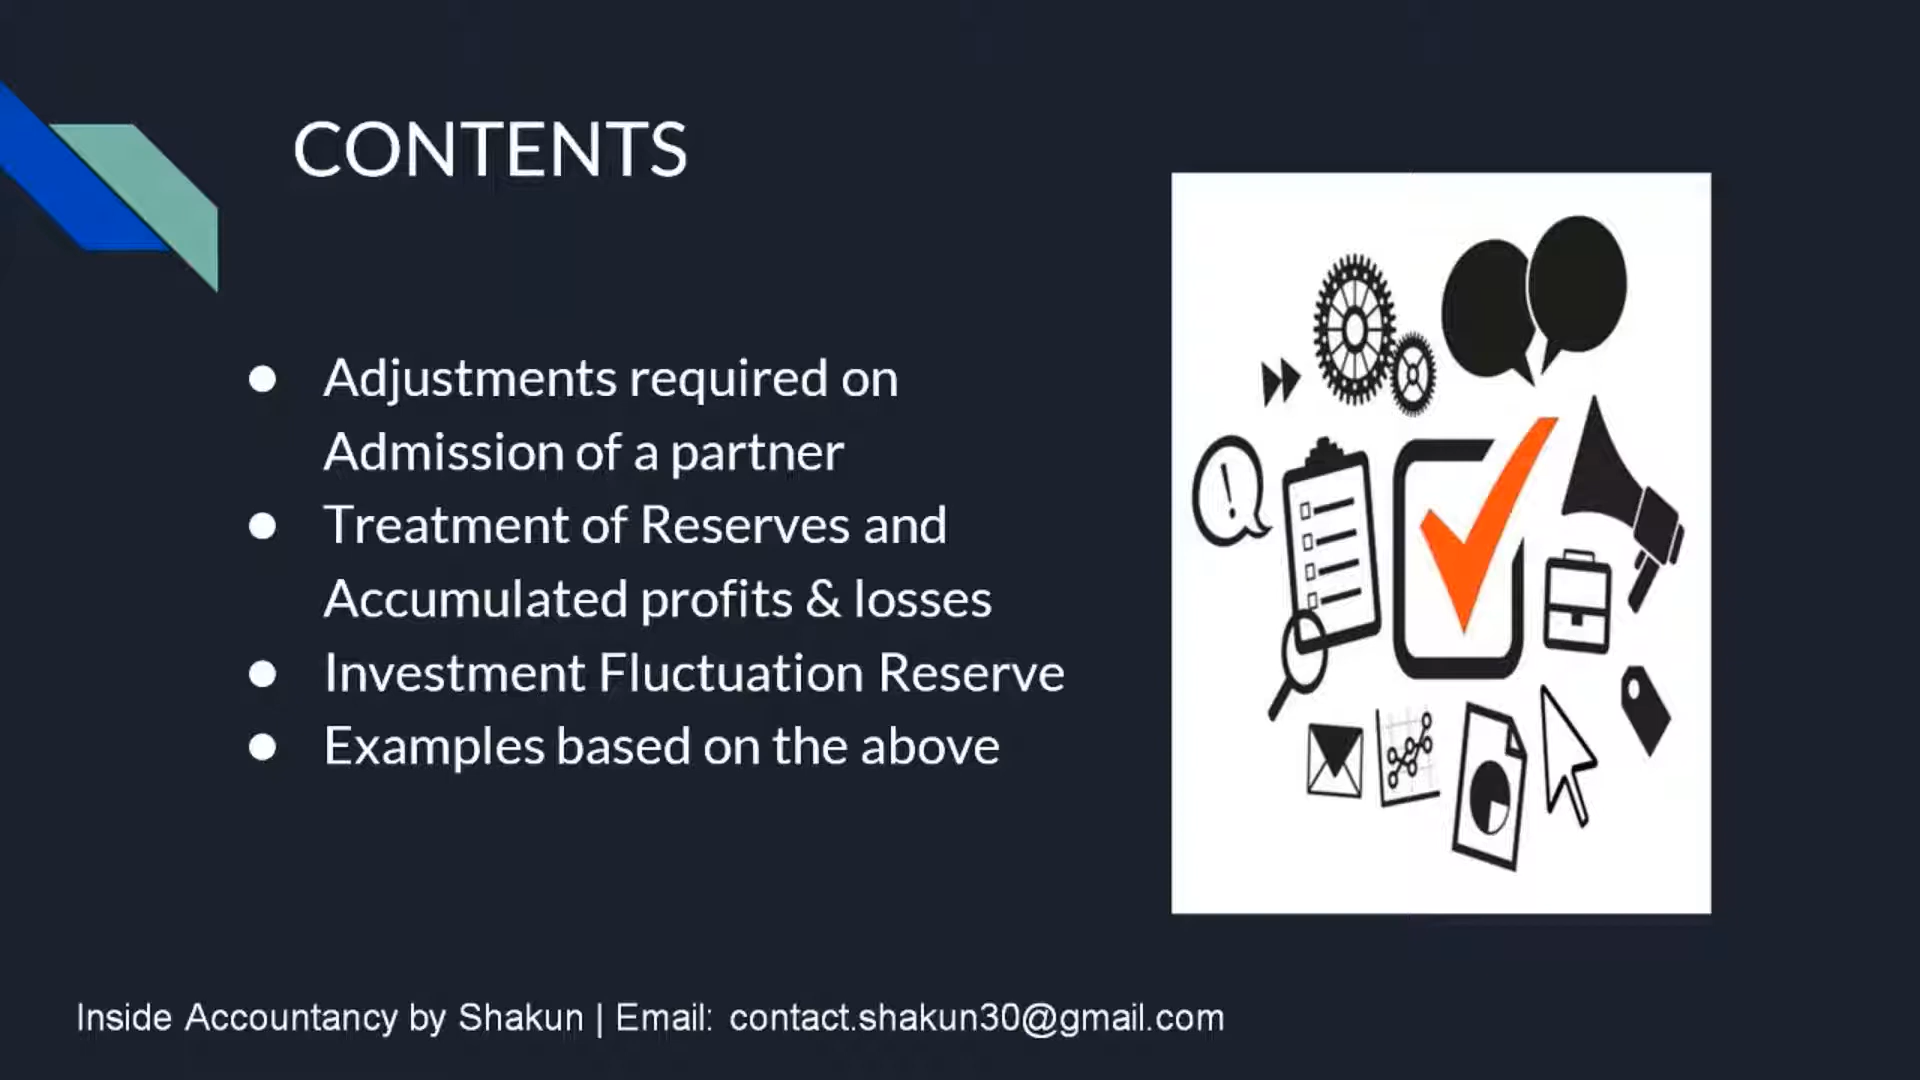 CONTENTS
● Adjustments required on
Admission of a partner
● Treatment of Reserves and
Accumulated profits & losses
● Investment Fluctuation Reserve
● Examples based on the above
Inside Accountancy by Shakun | Email: contact.shakun30@gmail.com